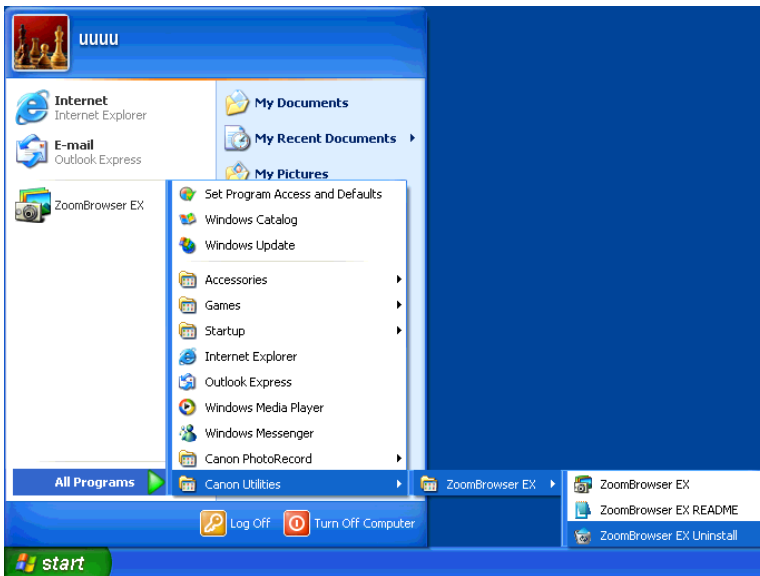 uuuu
Internet
Internet Explorer
E-mail
Outlook Express
ZoomBrowser EX
All Programs
My Documents
My Recent Documents
My Pictures
Set Program Access and Defaults
Windows Catalog
Windows Update
Accessories
Games
Startup
Internet Explorer
Outlook Express
Windows Media Player
Windows Messenger
Canon PhotoRecord
Canon Utilities
ZoomBrowser EX
ZoomBrowser EX
ZoomBrowser EX README
ZoomBrowser EX Uninstall
Log Off
Turn Off Computer
start